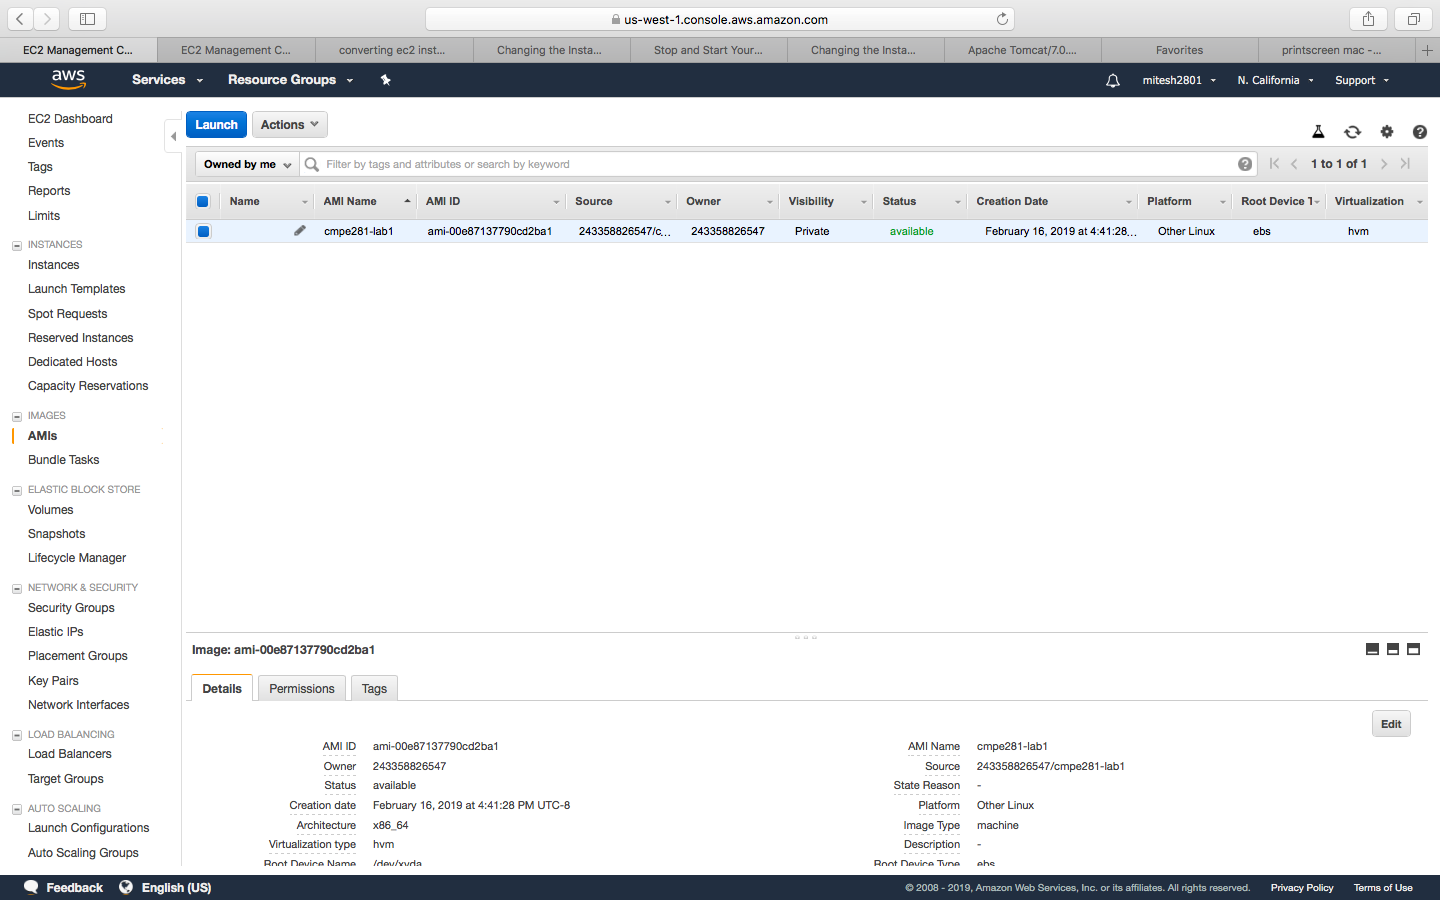 us-west-1.console.aws.amazon.com
EC2 Management C...
EC2 Management C...
converting ec2 inst...
Changing the Insta...
Stop and Start Your...
Changing the Insta...
Apache Tomcat/7.0....
Favorites
printscreen mac -...
aws
Services
Resource Groups
mitesh2801
N. California
Support
EC2 Dashboard
Events
Tags
Reports
Limits
INSTANCES
Instances
Launch Templates
Spot Requests
Reserved Instances
Dedicated Hosts
Capacity Reservations
IMAGES
AMIs
Bundle Tasks
ELASTIC BLOCK STORE
Volumes
Snapshots
Lifecycle Manager
NETWORK & SECURITY
Security Groups
Elastic IPs
Placement Groups
Key Pairs
Network Interfaces
LOAD BALANCING
Load Balancers
Target Groups
AUTO SCALING
Launch Configurations
Auto Scaling Groups
Launch
Actions
Owned by me
Filter by tags and attributes or search by keyword
1 to 1 of 1
Name AMI Name AMI ID Source Owner Visibility Status Creation Date Platform Root Device T Virtualization
cmpe281-lab1 ami-00e87137790cd2ba1 243358826547/c... 243358826547 Private available February 16, 2019 at 4:41:28... Other Linux ebs hvm
Image: ami-00e87137790cd2ba1
Details
Permissions
Tags
Edit
AMI ID ami-00e87137790cd2ba1
AMI Name cmpe281-lab1
Owner 243358826547
Source 243358826547/cmpe281-lab1
Status available
State Reason -
Creation date February 16, 2019 at 4:41:28 PM UTC-8
Platform Other Linux
Architecture x86_64
Image Type machine
Virtualization type hvm
Description -
Root Device Name /dev/xvda
Root Device Type ebs
Feedback
English (US)
© 2008 - 2019, Amazon Web Services, Inc. or its affiliates. All rights reserved.
Privacy Policy
Terms of Use